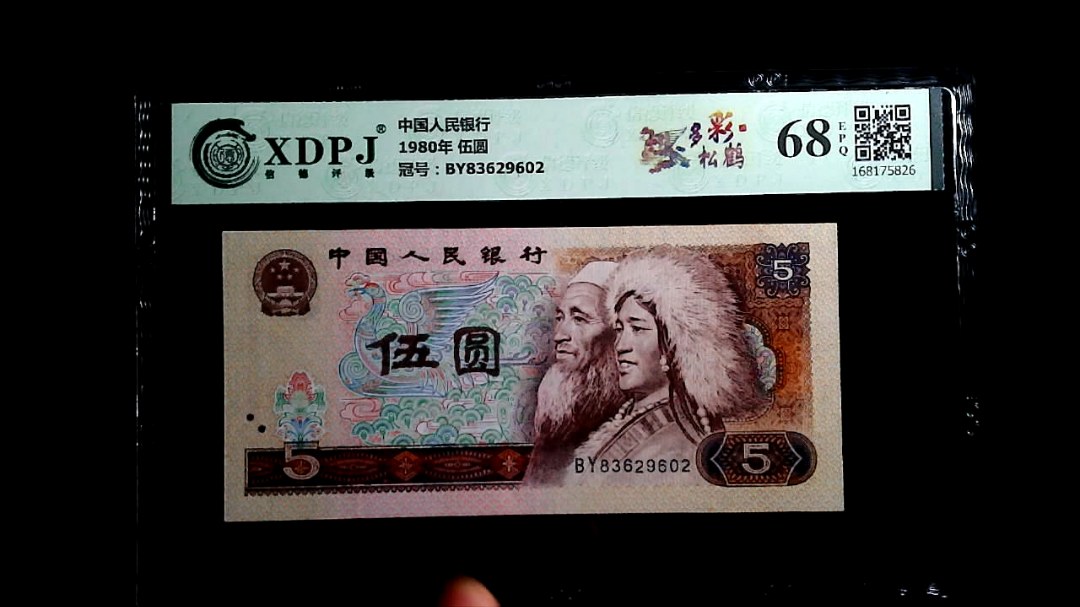 XDPJ®
信德评级
中国人民银行
1980年 伍圆
冠号：BY83629602
多彩
松鹤
68
EPQ
168175826
中国人民银行
5
伍圆
5
BY83629602
5